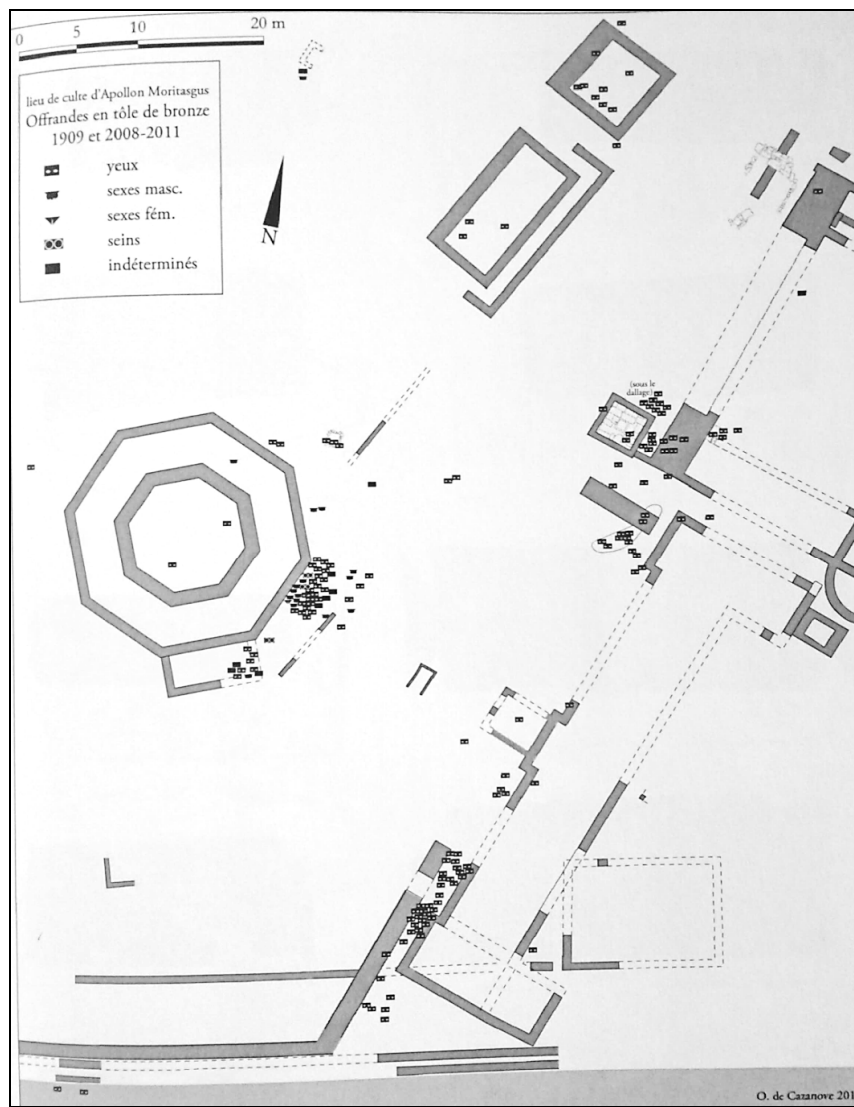 0 5 10 20 m
lieu de culte d'Apollon Moritasgus
Offrandes en tôle de bronze
1909 et 2008-2011
yeux
sexes masc.
sexes fém.
seins
indéterminés
N
(sous le
dallage)
O. de Cazanove 201